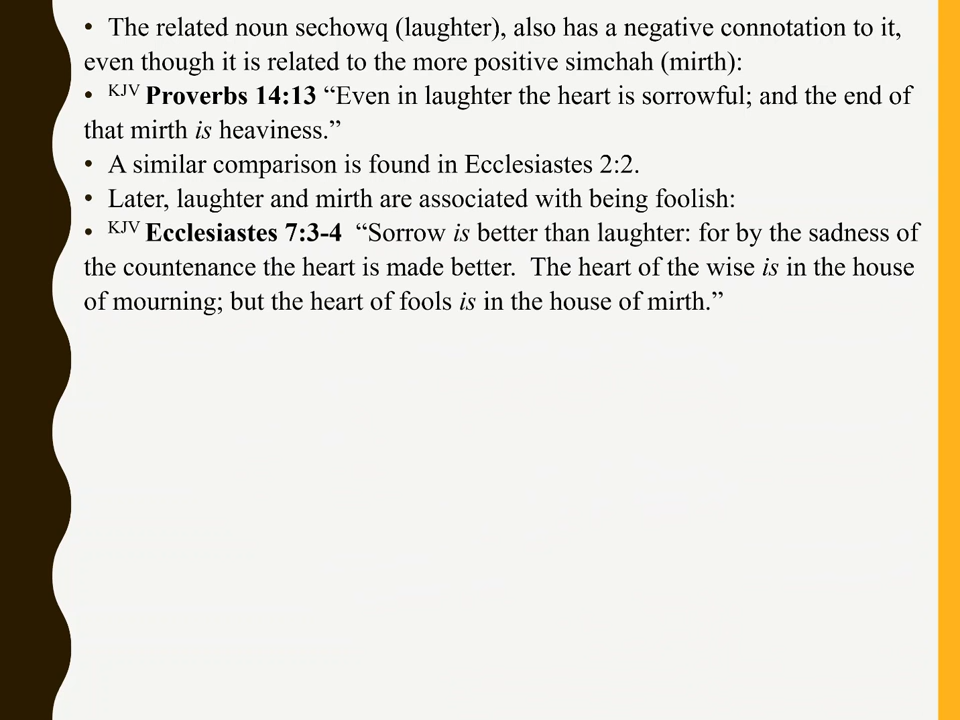 • The related noun sechowq (laughter), also has a negative connotation to it,
even though it is related to the more positive simchah (mirth):
• KJV Proverbs 14:13 “Even in laughter the heart is sorrowful; and the end of
that mirth is heaviness.”
• A similar comparison is found in Ecclesiastes 2:2.
• Later, laughter and mirth are associated with being foolish:
• KJV Ecclesiastes 7:3-4 “Sorrow is better than laughter: for by the sadness of
the countenance the heart is made better. The heart of the wise is in the house
of mourning; but the heart of fools is in the house of mirth.”